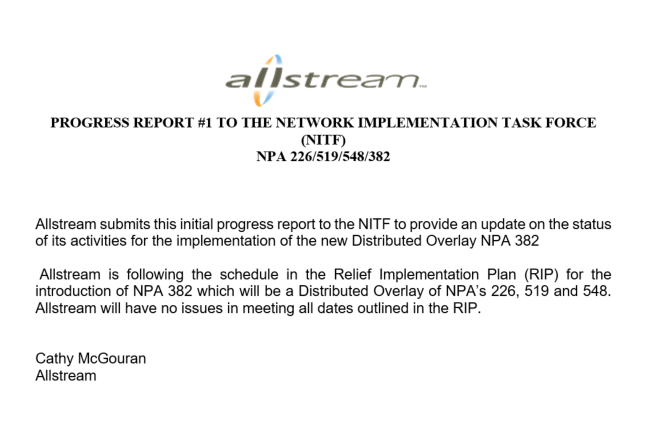 allstream
PROGRESS REPORT #1 TO THE NETWORK IMPLEMENTATION TASK FORCE
(NITF)
NPA 226/519/548/382
Allstream submits this initial progress report to the NITF to provide an update on the status
of its activities for the implementation of the new Distributed Overlay NPA 382
Allstream is following the schedule in the Relief Implementation Plan (RIP) for the
introduction of NPA 382 which will be a Distributed Overlay of NPA’s 226, 519 and 548.
Allstream will have no issues in meeting all dates outlined in the RIP.
Cathy McGouran
Allstream